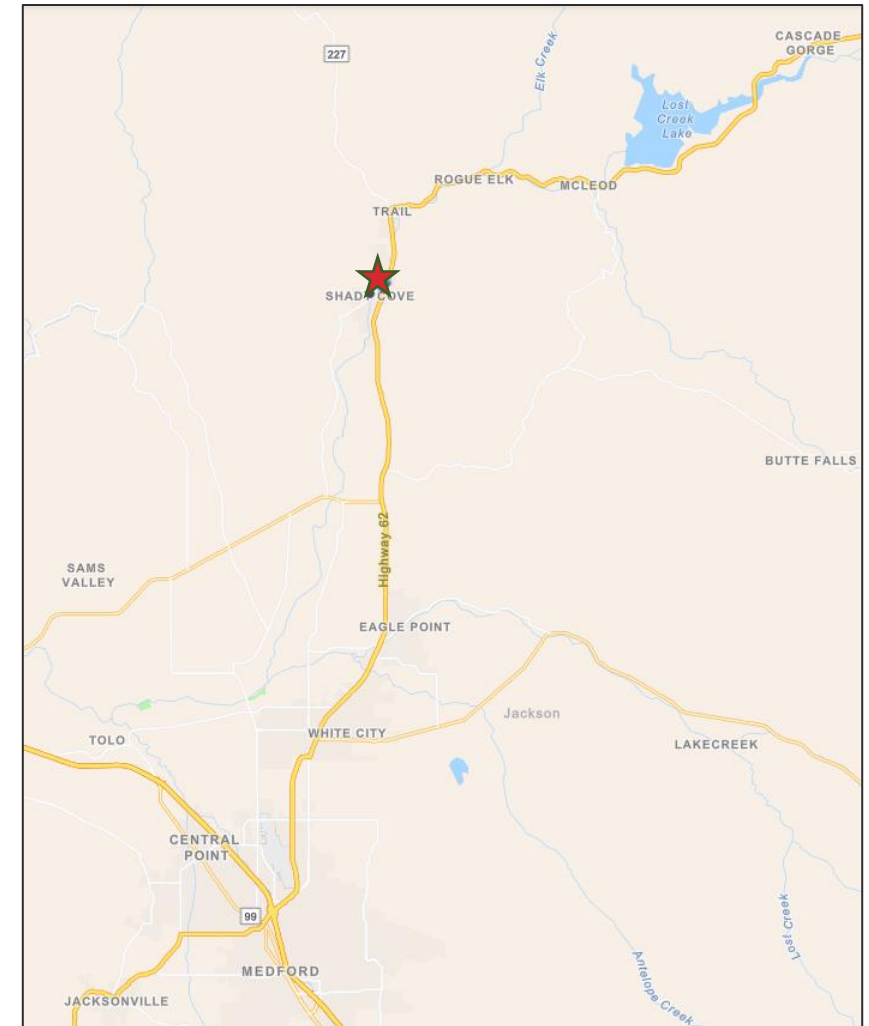 CASCADE
GORGE
227
Elk Creek
Lost
Creek
Lake
ROGUE ELK
MCLEOD
TRAIL
SHADY COVE
BUTTE FALLS
Highway 62
SAMS
VALLEY
EAGLE POINT
Jackson
WHITE CITY
TOLO
LAKECREEK
CENTRAL
POINT
99
Lost Creek
MEDFORD
Antelope Creek
JACKSONVILLE